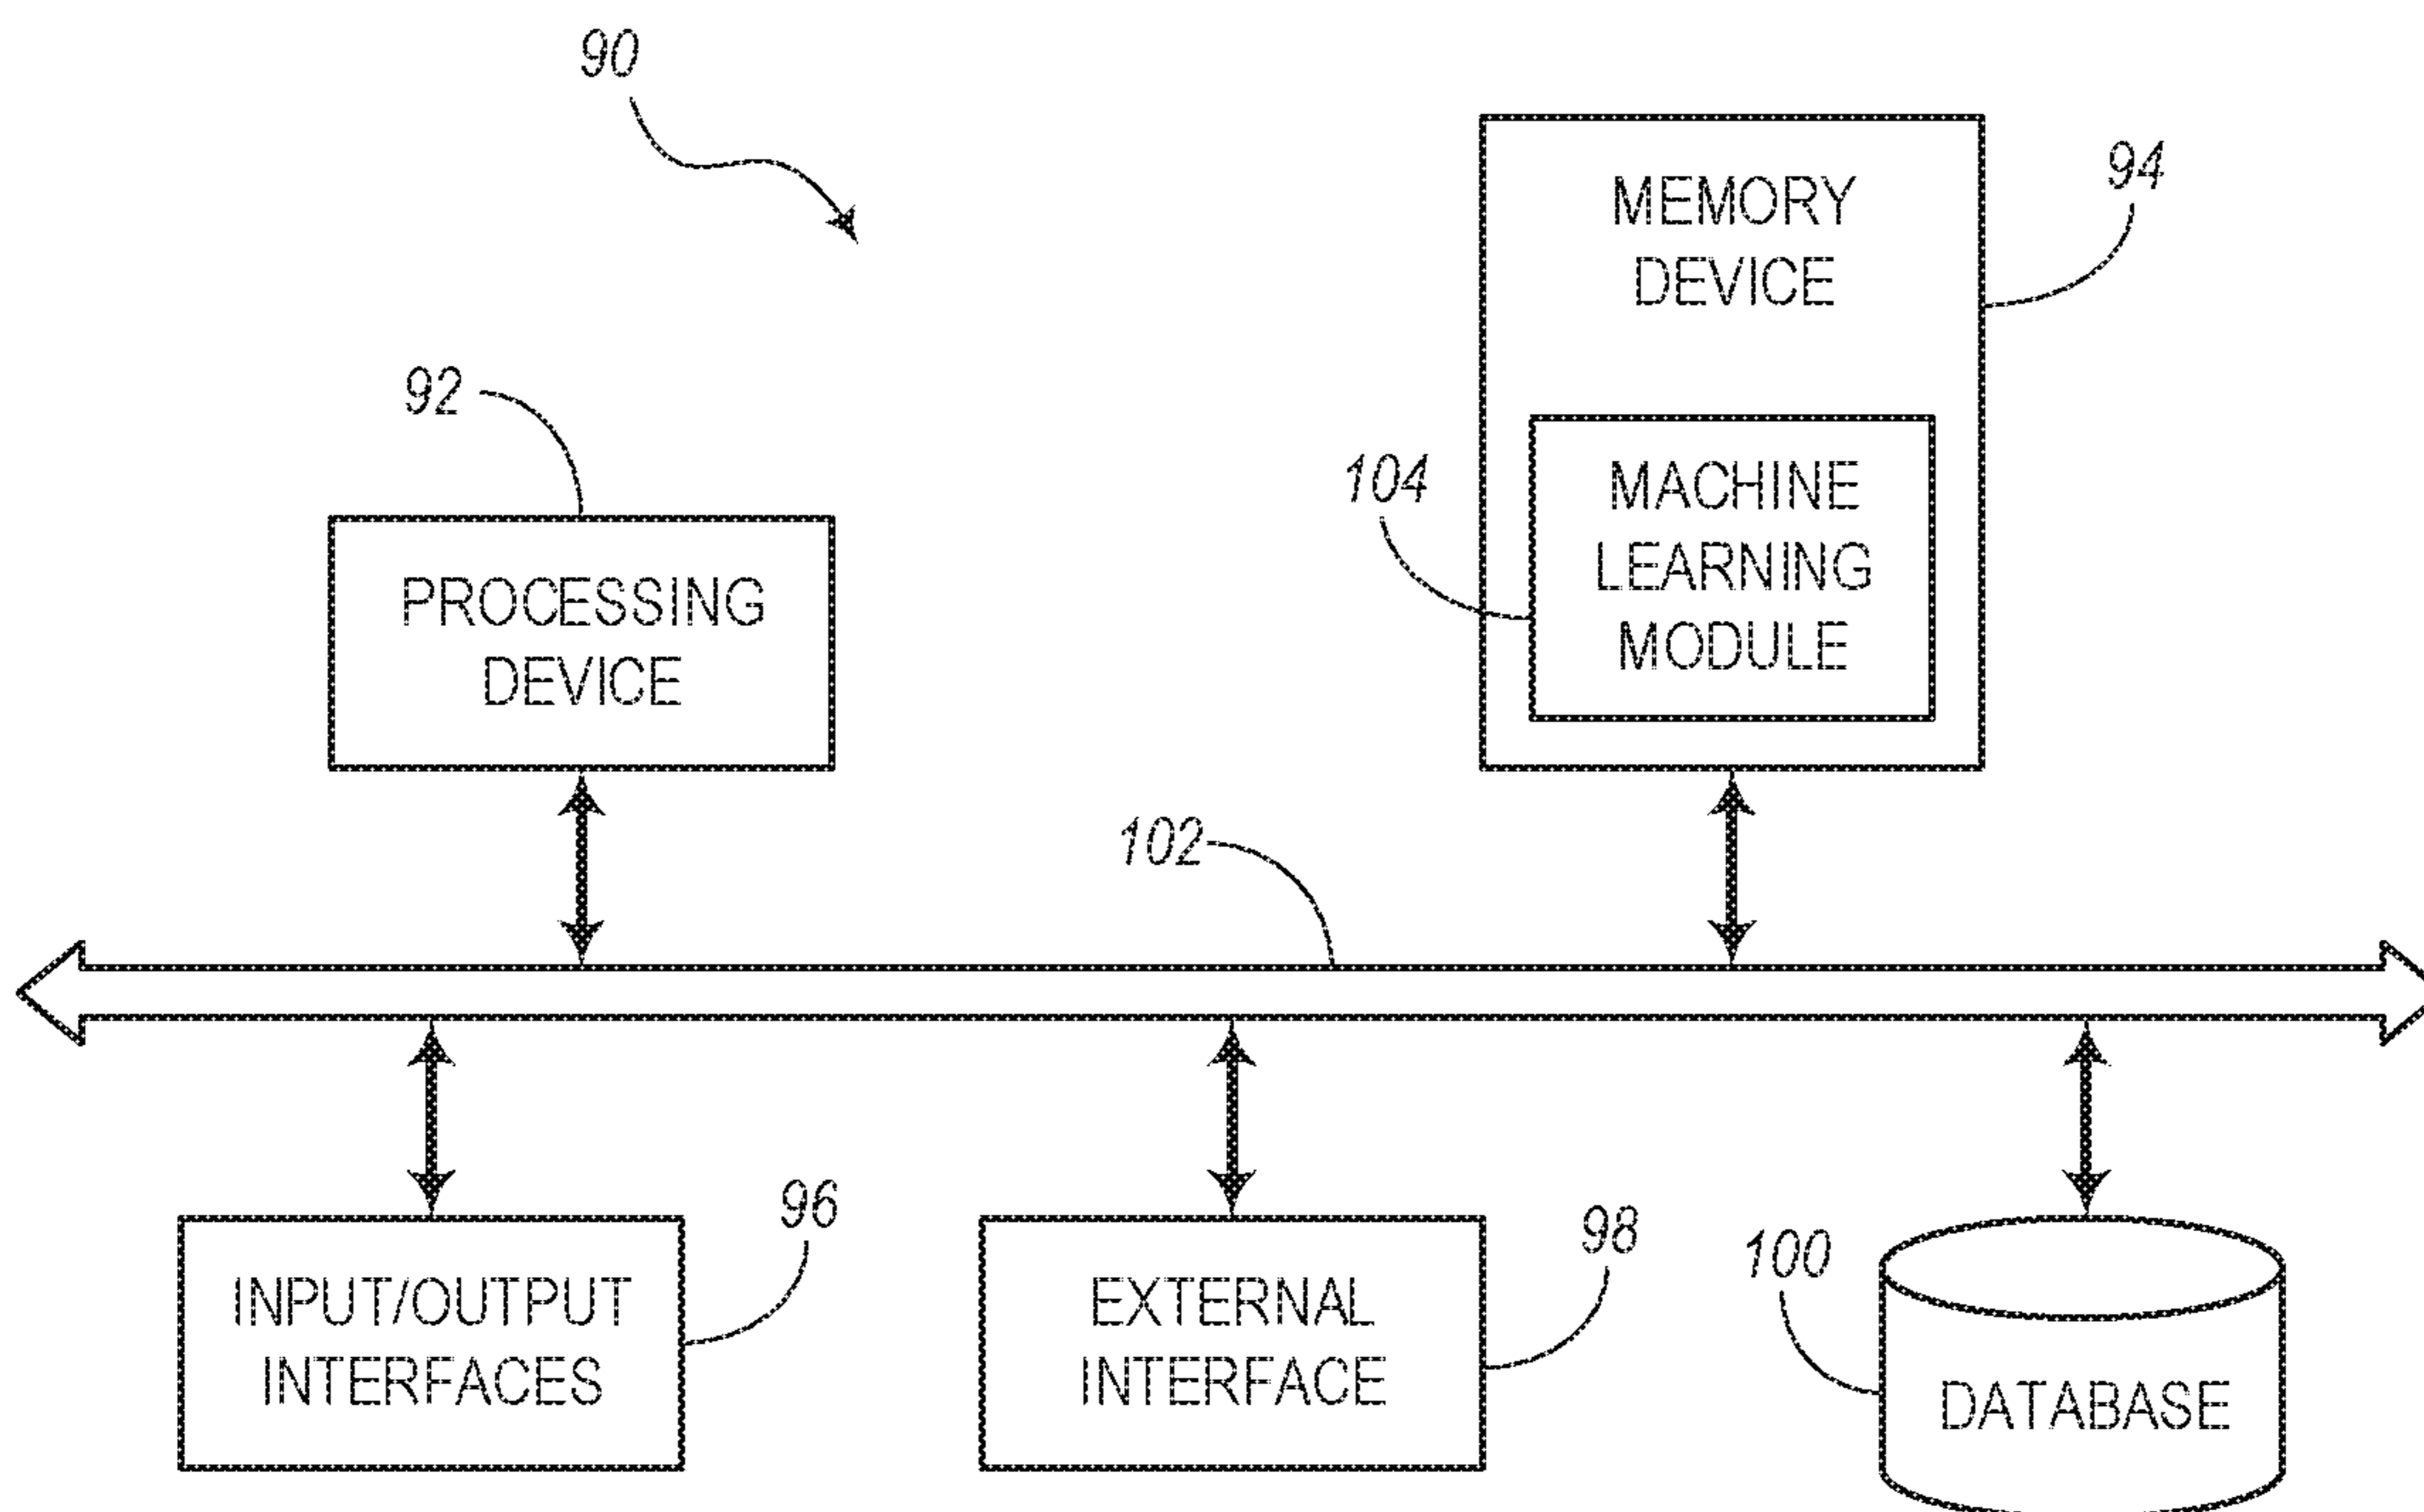 90
MEMORY
DEVICE
94
92
104
MACHINE
LEARNING
MODULE
PROCESSING
DEVICE
102
96
98
100
INPUT/OUTPUT
INTERFACES
EXTERNAL
INTERFACE
DATABASE